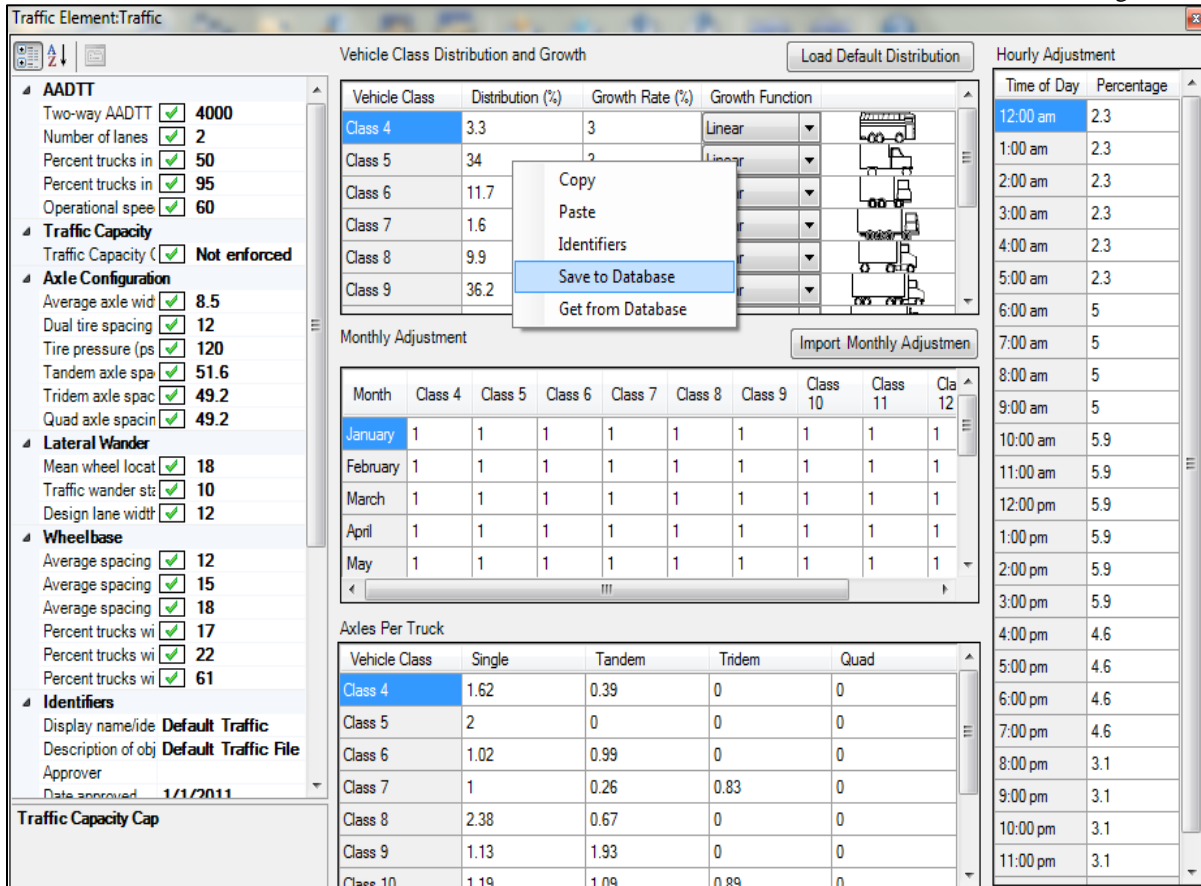 Traffic Element:Traffic
AADTT
Two-way AADTT 4000
Number of lanes 2
Percent trucks in 50
Percent trucks in 95
Operational spee 60
Traffic Capacity
Traffic Capacity ( Not enforced
Axle Configuration
Average axle wid 8.5
Dual tire spacing 12
Tire pressure (ps 120
Tandem axle spa 51.6
Tridem axle spac 49.2
Quad axle spacin 49.2
Lateral Wander
Mean wheel locat 18
Traffic wander sta 10
Design lane width 12
Wheelbase
Average spacing 12
Average spacing 15
Average spacing 18
Percent trucks wi 17
Percent trucks wi 22
Percent trucks wi 61
Identifiers
Display name/ide Default Traffic
Description of obj Default Traffic File
Approver
Date approved 1/1/2011
Traffic Capacity Cap
Vehicle Class Distribution and Growth Load Default Distribution
Vehicle Class Distribution (%) Growth Rate (%) Growth Function
Class 4 3.3 3 Linear
Class 5 34
Class 6 11.7
Class 7 1.6
Class 8 9.9
Class 9 36.2
Copy
Paste
Identifiers
Save to Database
Get from Database
Monthly Adjustment Import Monthly Adjustmen
Month Class 4 Class 5 Class 6 Class 7 Class 8 Class 9 Class 10 Class 11 Cla 12
January 1 1 1 1 1 1 1 1 1
February 1 1 1 1 1 1 1 1 1
March 1 1 1 1 1 1 1 1 1
April 1 1 1 1 1 1 1 1 1
May 1 1 1 1 1 1 1 1 1
Axles Per Truck
Vehicle Class Single Tandem Tridem Quad
Class 4 1.62 0.39 0 0
Class 5 2 0 0 0
Class 6 1.02 0.99 0 0
Class 7 1 0.26 0.83 0
Class 8 2.38 0.67 0 0
Class 9 1.13 1.93 0 0
Class 10 1.19 1.09 0.89 0
Hourly Adjustment
Time of Day Percentage
12:00 am 2.3
1:00 am 2.3
2:00 am 2.3
3:00 am 2.3
4:00 am 2.3
5:00 am 2.3
6:00 am 5
7:00 am 5
8:00 am 5
9:00 am 5
10:00 am 5.9
11:00 am 5.9
12:00 pm 5.9
1:00 pm 5.9
2:00 pm 5.9
3:00 pm 5.9
4:00 pm 4.6
5:00 pm 4.6
6:00 pm 4.6
7:00 pm 4.6
8:00 pm 3.1
9:00 pm 3.1
10:00 pm 3.1
11:00 pm 3.1